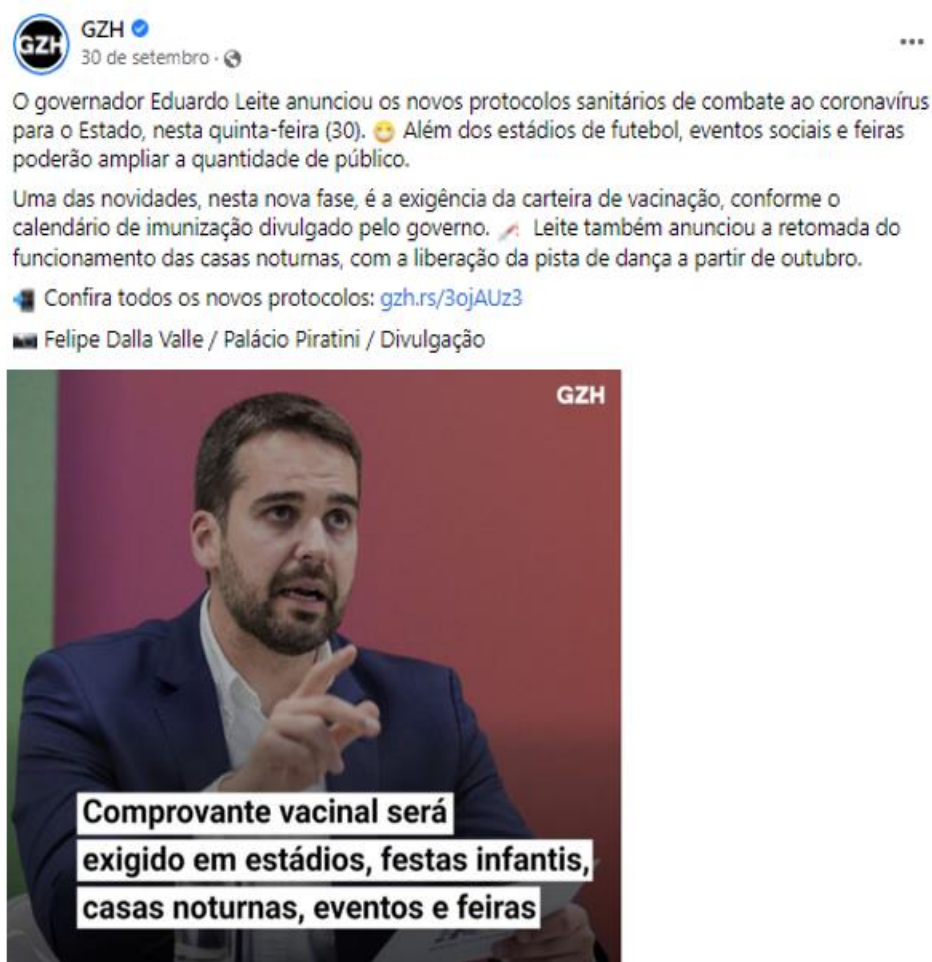 GZH
GZH
30 de setembro ·
O governador Eduardo Leite anunciou os novos protocolos sanitários de combate ao coronavírus
para o Estado, nesta quinta-feira (30). 😷 Além dos estádios de futebol, eventos sociais e feiras
poderão ampliar a quantidade de público.
Uma das novidades, nesta nova fase, é a exigência da carteira de vacinação, conforme o
calendário de imunização divulgado pelo governo. 💉 Leite também anunciou a retomada do
funcionamento das casas noturnas, com a liberação da pista de dança a partir de outubro.
📲 Confira todos os novos protocolos: gzh.rs/3ojAUz3
📷 Felipe Dalla Valle / Palácio Piratini / Divulgação
GZH
Comprovante vacinal será
exigido em estádios, festas infantis,
casas noturnas, eventos e feiras